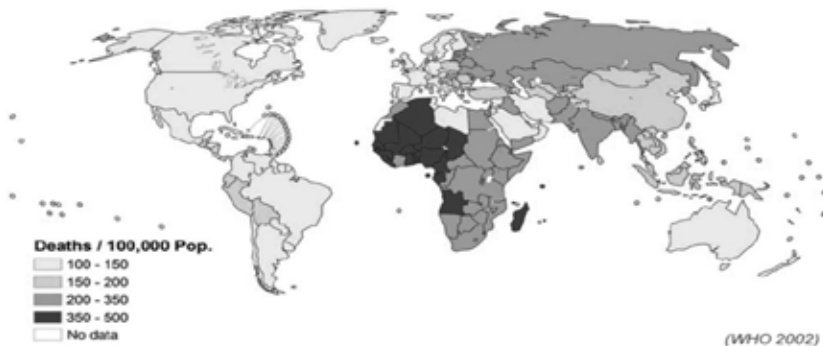 Deaths / 100,000 Pop.
100 - 150
150 - 200
200 - 350
350 - 500
No data
(WHO 2002)